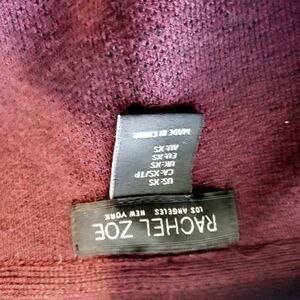 RACHEL ZOE
LOS ANGELES NEW YORK
US: XS
CA: XS/TP
UK: XS
EU: XS
AU: XS
MADE IN CHINA